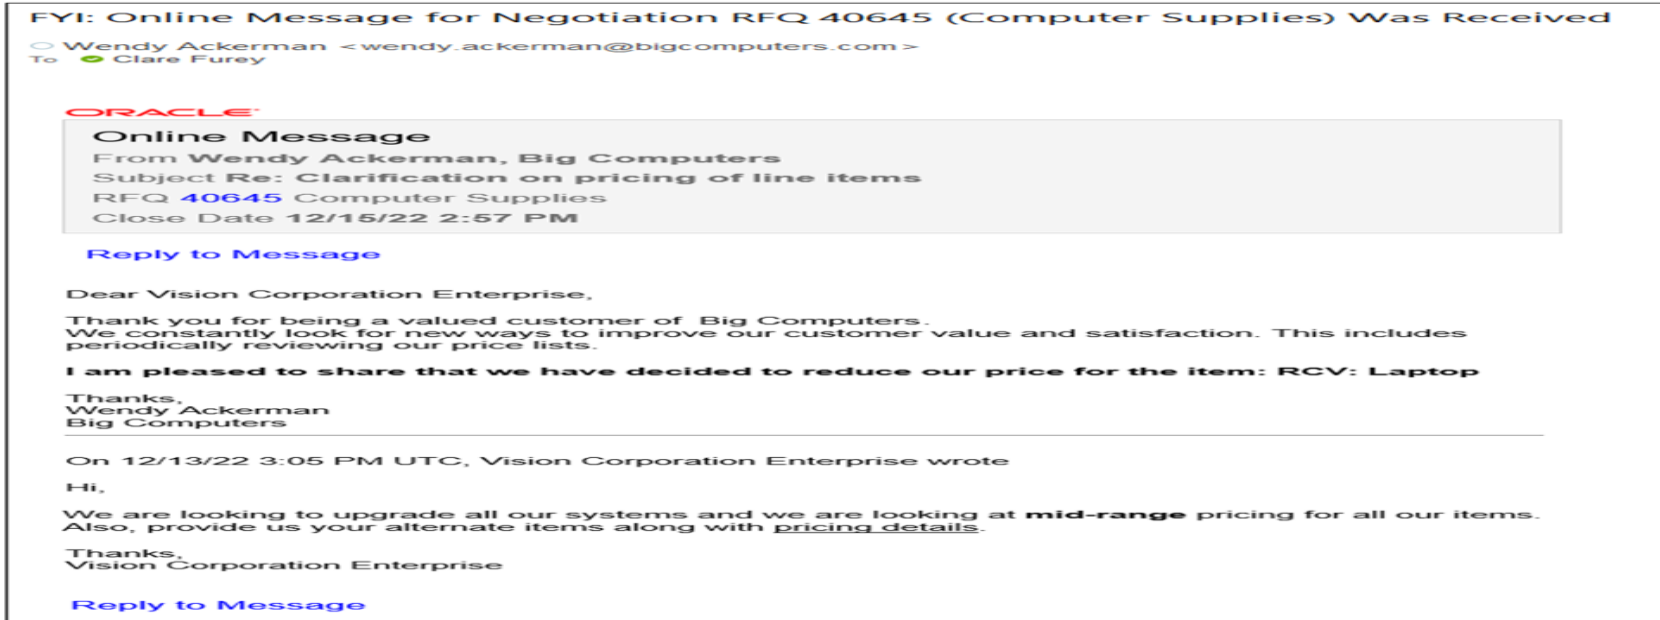 FYI: Online Message for Negotiation RFQ 40645 (Computer Supplies) Was Received
Wendy Ackerman <wendy.ackerman@bigcomputers.com>
To Clare Furey
ORACLE
Online Message
From Wendy Ackerman, Big Computers
Subject Re: Clarification on pricing of line items
RFQ 40645 Computer Supplies
Close Date 12/15/22 2:57 PM
Reply to Message
Dear Vision Corporation Enterprise,
Thank you for being a valued customer of Big Computers.
We constantly look for new ways to improve our customer value and satisfaction. This includes
periodically reviewing our price lists.
I am pleased to share that we have decided to reduce our price for the item: RCV: Laptop
Thanks,
Wendy Ackerman
Big Computers
On 12/13/22 3:05 PM UTC, Vision Corporation Enterprise wrote
Hi,
We are looking to upgrade all our systems and we are looking at mid-range pricing for all our items.
Also, provide us your alternate items along with pricing details.
Thanks,
Vision Corporation Enterprise
Reply to Message